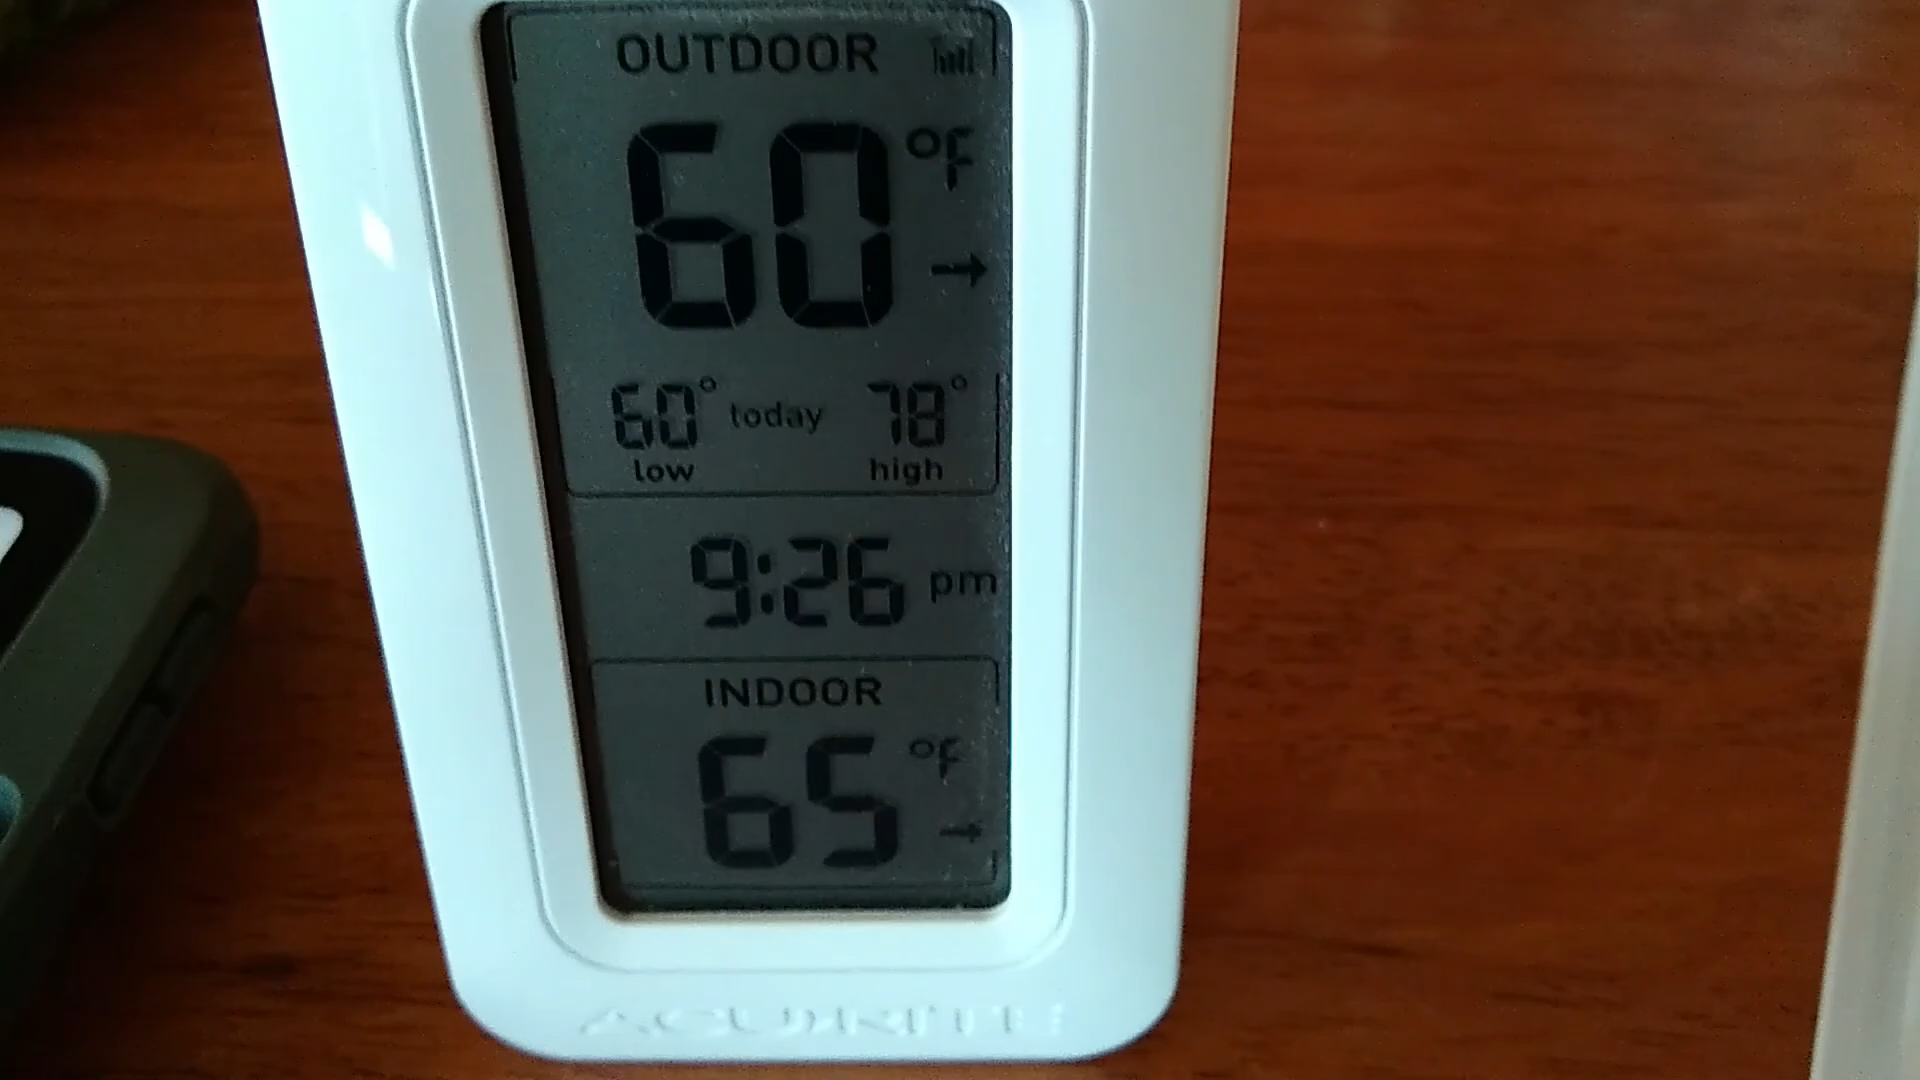 OUTDOOR
60°F
→
60° today 78°
low high
9:26 pm
INDOOR
65°F
→
ACURITE